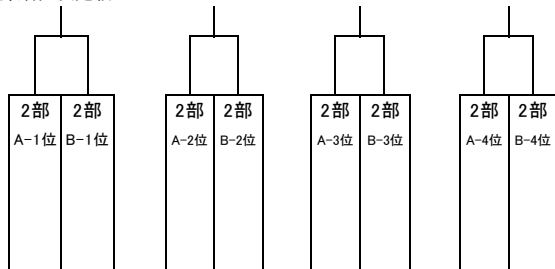 2部 2部 2部 2部 2部 2部 2部 2部
A-1位 B-1位 A-2位 B-2位 A-3位 B-3位 A-4位 B-4位